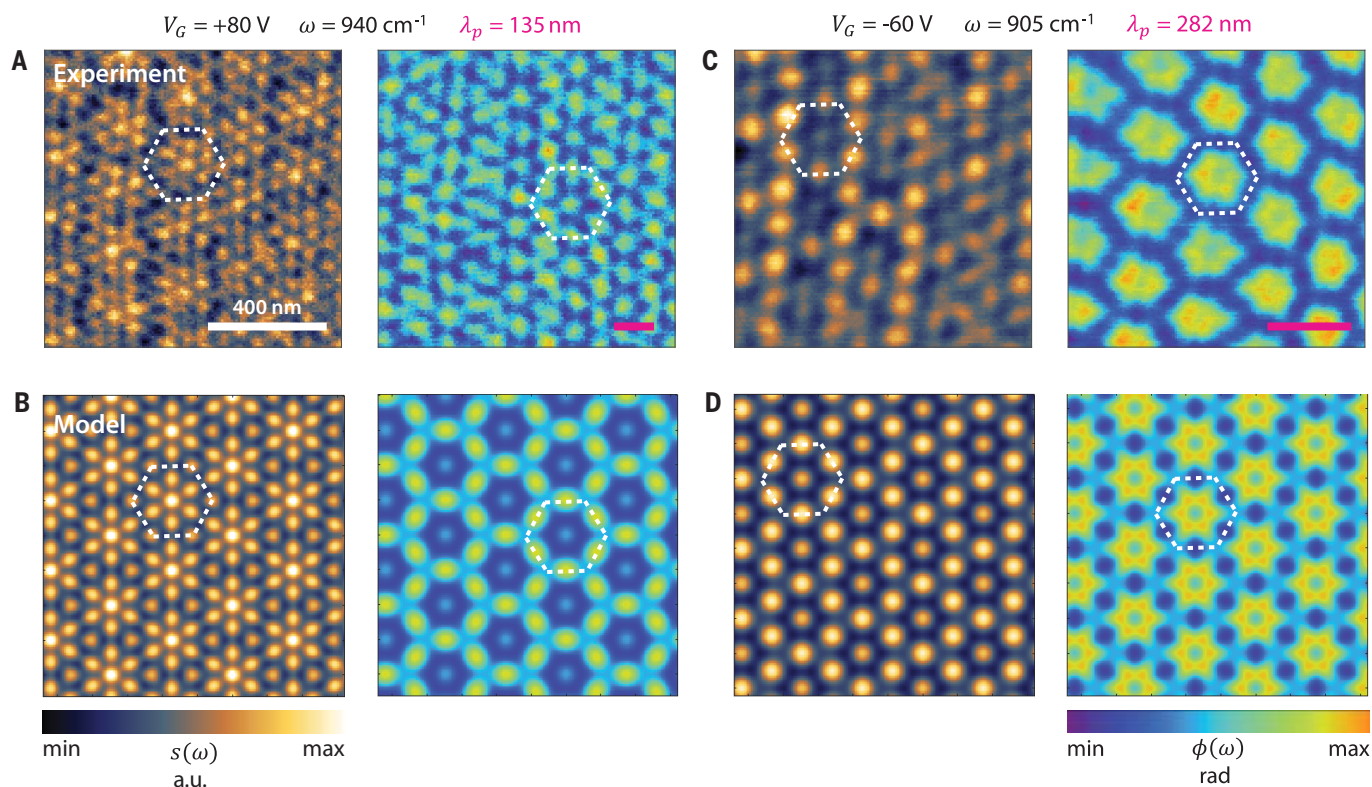 V_G = +80 V ω = 940 cm⁻¹ λ_p = 135 nm
V_G = -60 V ω = 905 cm⁻¹ λ_p = 282 nm
A
Experiment
400 nm
C
B
Model
D
min s(ω) max
a.u.
min ϕ(ω) max
rad